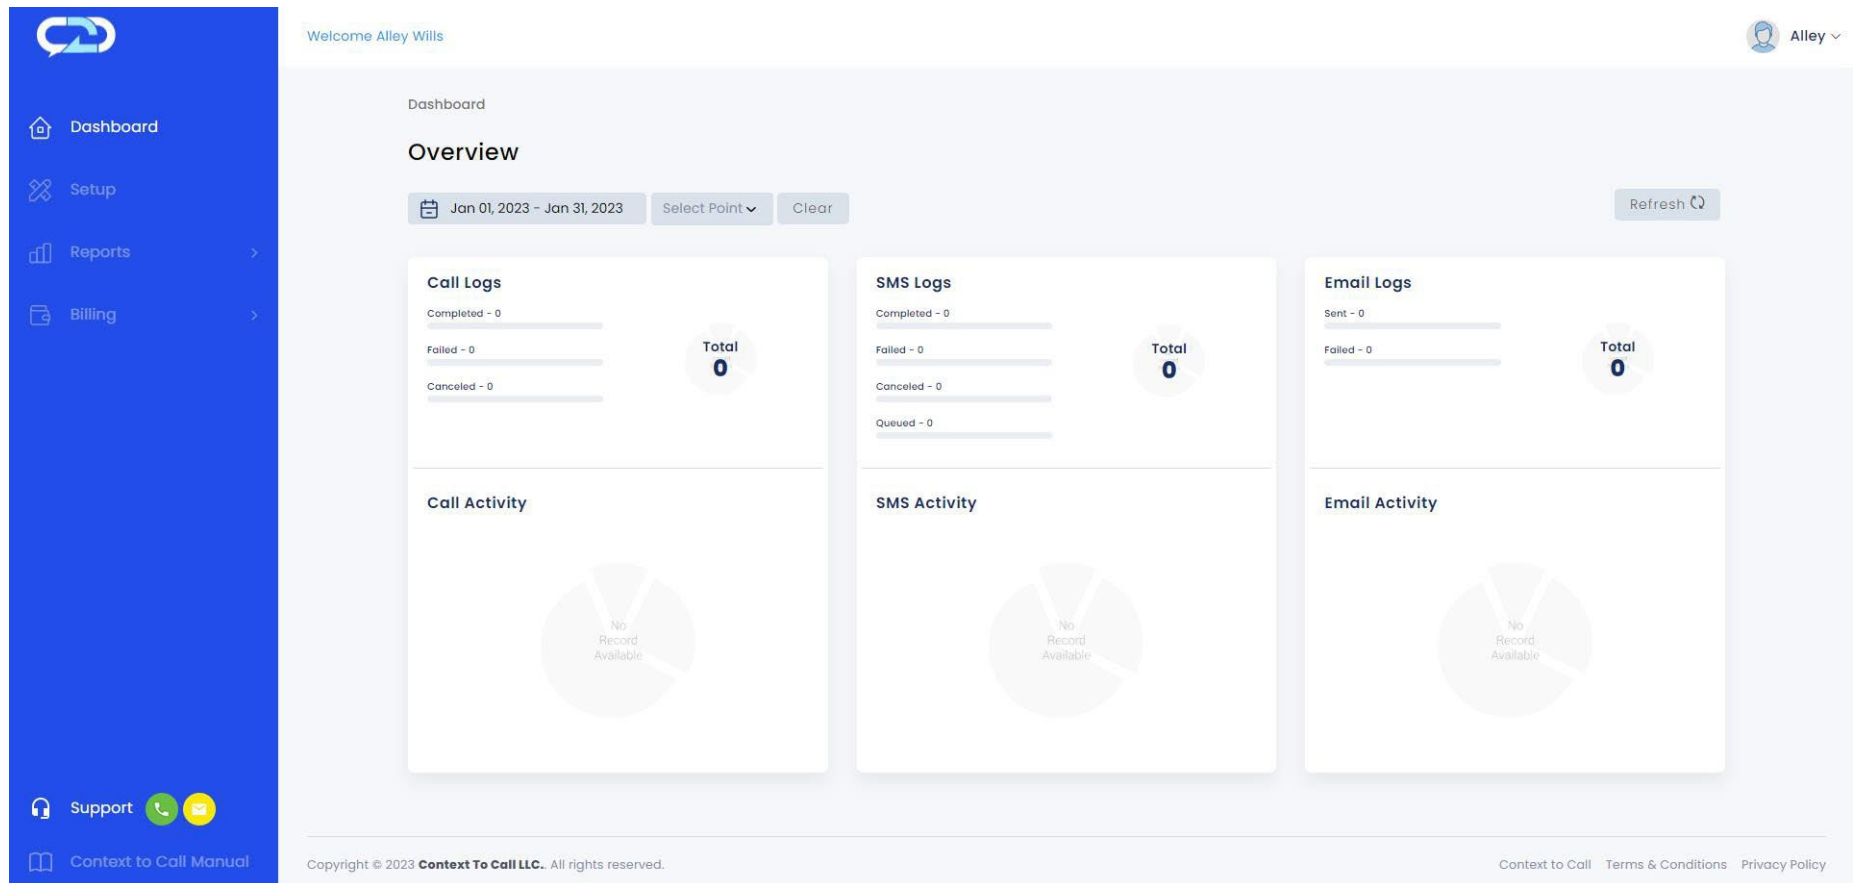 Welcome Alley Wills
Alley
Dashboard
Setup
Reports
Billing
Support
Context to Call Manual
Dashboard
Overview
Jan 01, 2023 - Jan 31, 2023
Select Point
Clear
Refresh
Call Logs
Completed - 0
Failed - 0
Canceled - 0
Total
0
Call Activity
No
Record
Available
SMS Logs
Completed - 0
Failed - 0
Canceled - 0
Queued - 0
Total
0
SMS Activity
No
Record
Available
Email Logs
Sent - 0
Failed - 0
Total
0
Email Activity
No
Record
Available
Copyright © 2023 Context To Call LLC.. All rights reserved.
Context to Call Terms & Conditions Privacy Policy